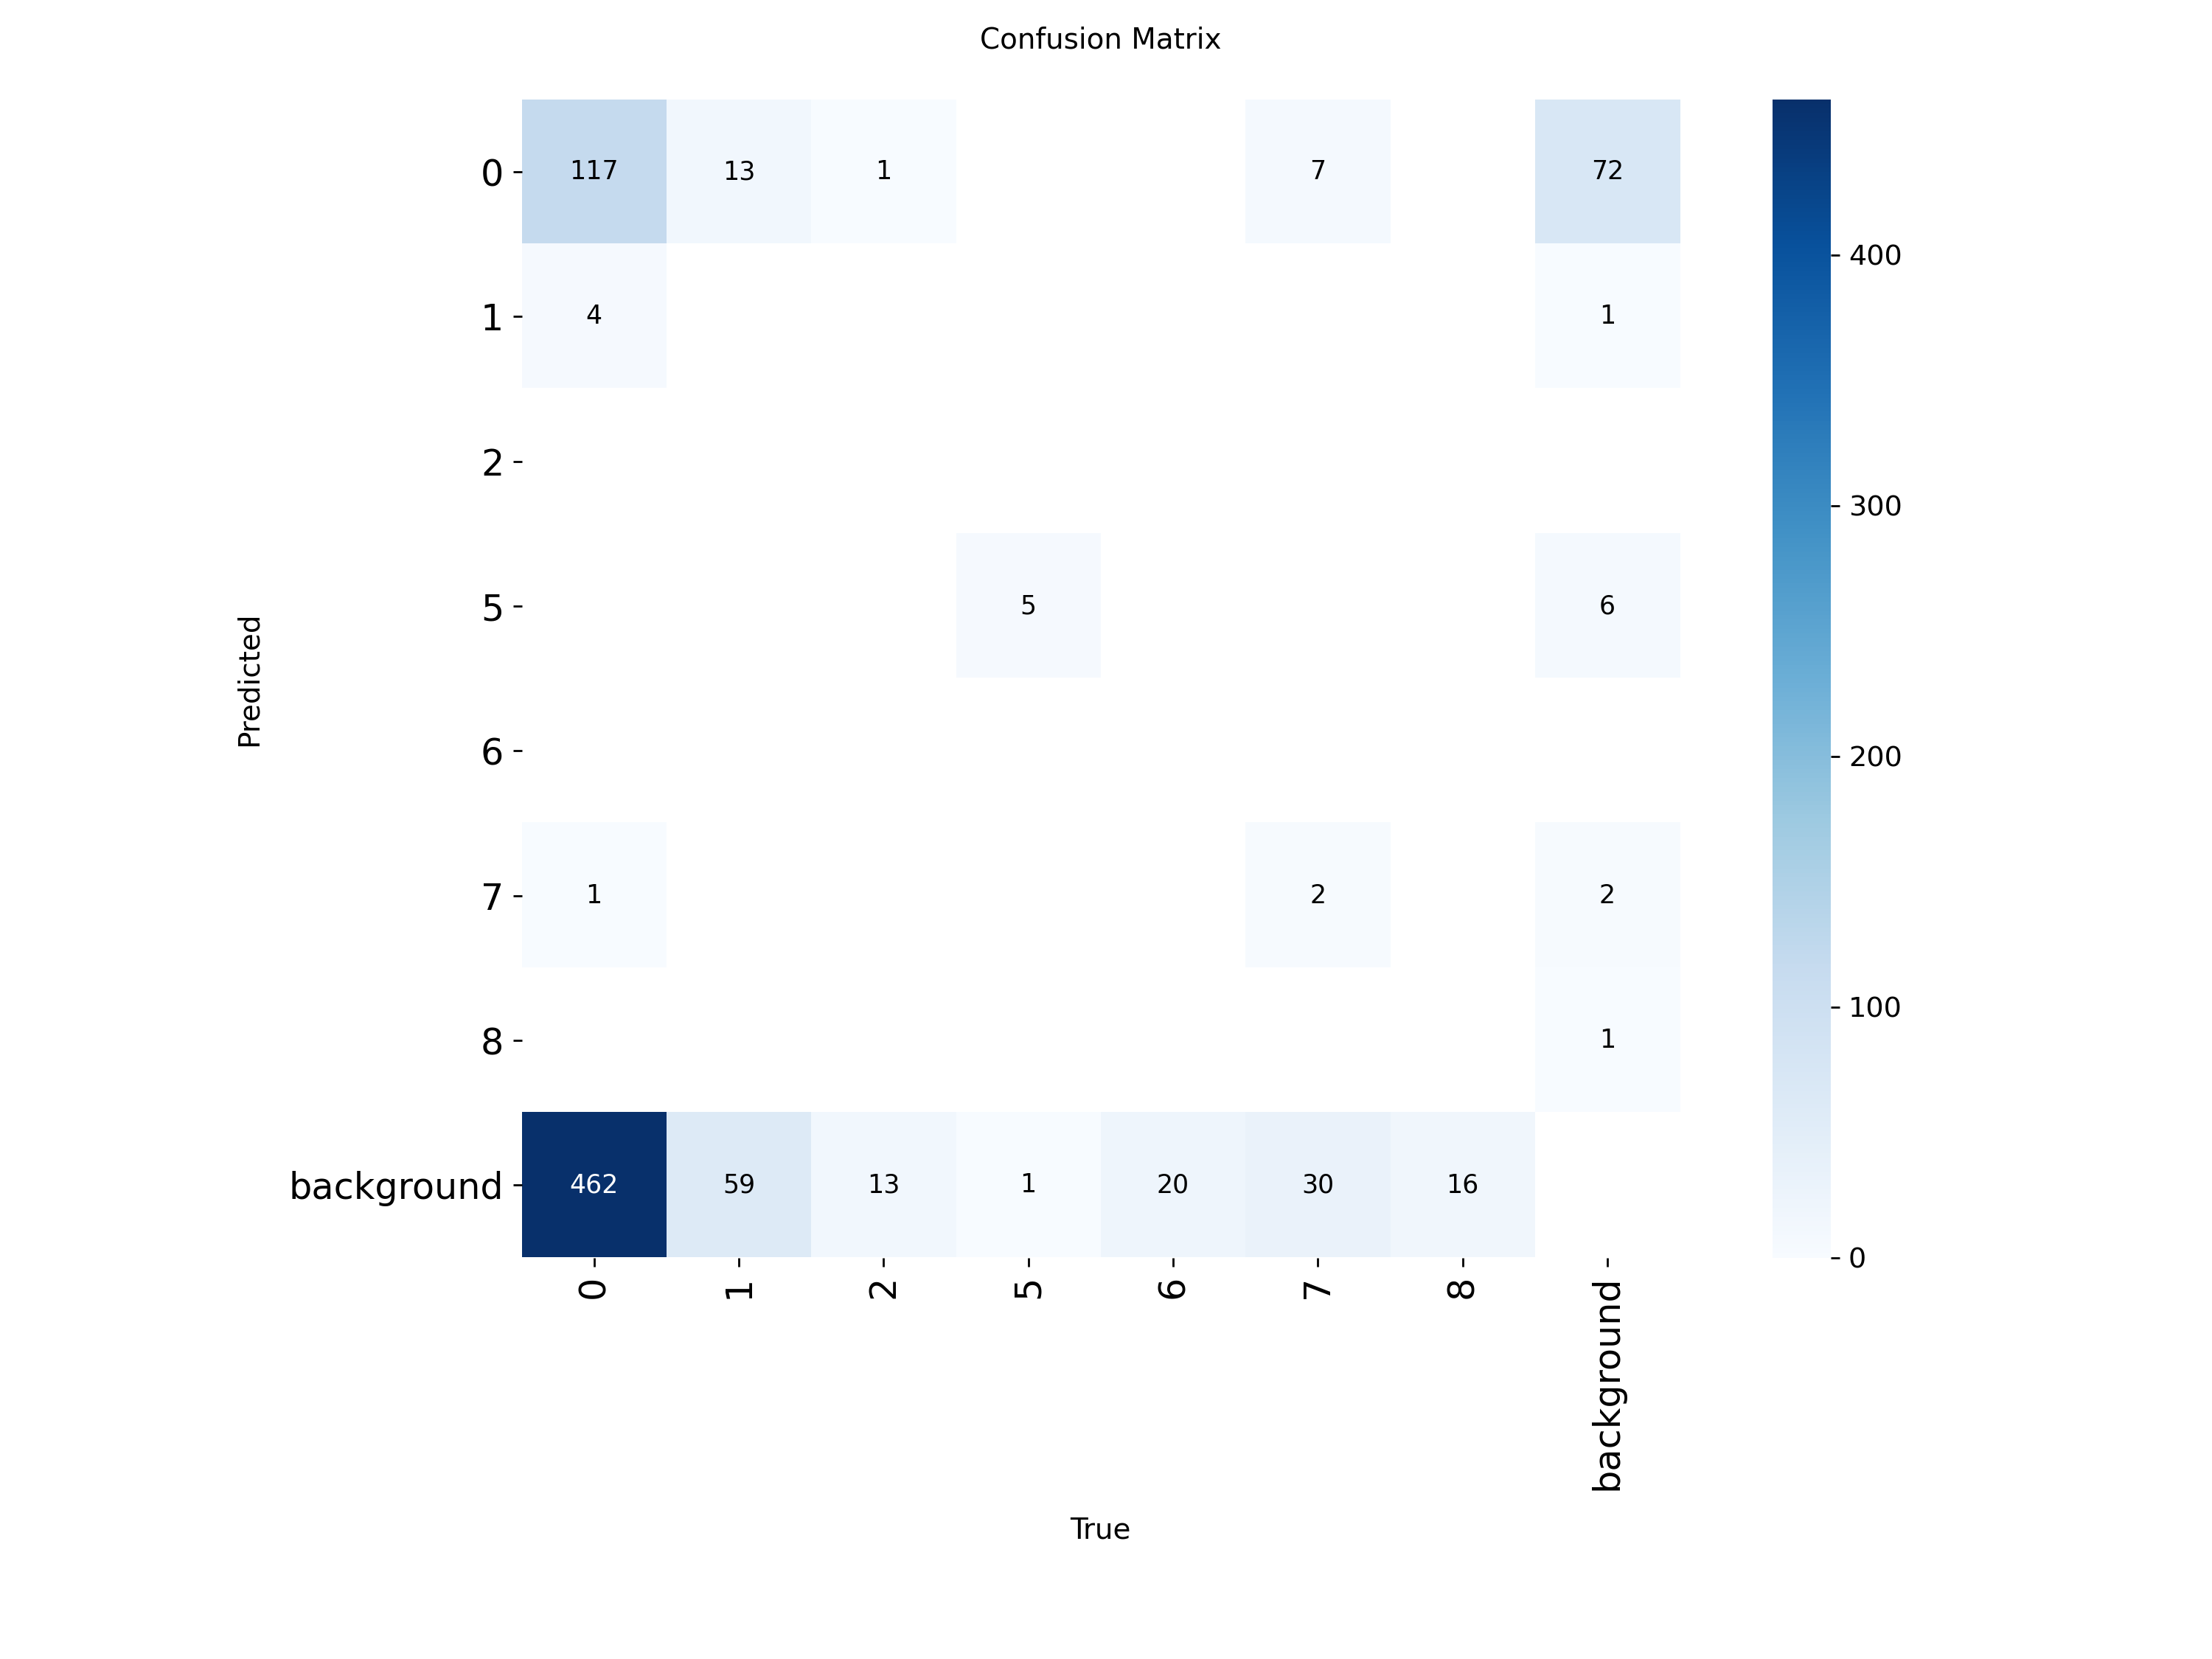 Confusion Matrix
0 117 13 1 7 72
1 4 1
2
5 5 6
6
7 1 2 2
8 1
background 462 59 13 1 20 30 16
0 1 2 5 6 7 8 background
True
Predicted
400
300
200
100
0